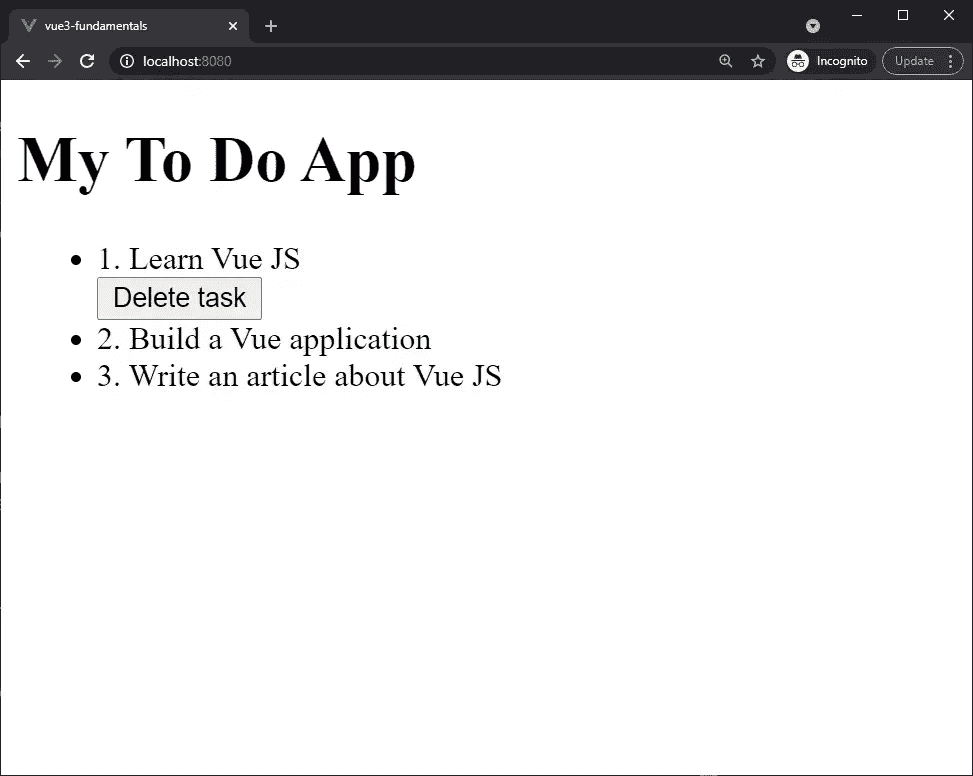 vue3-fundamentals
localhost:8080
Incognito
Update
My To Do App
1. Learn Vue JS
Delete task
2. Build a Vue application
3. Write an article about Vue JS